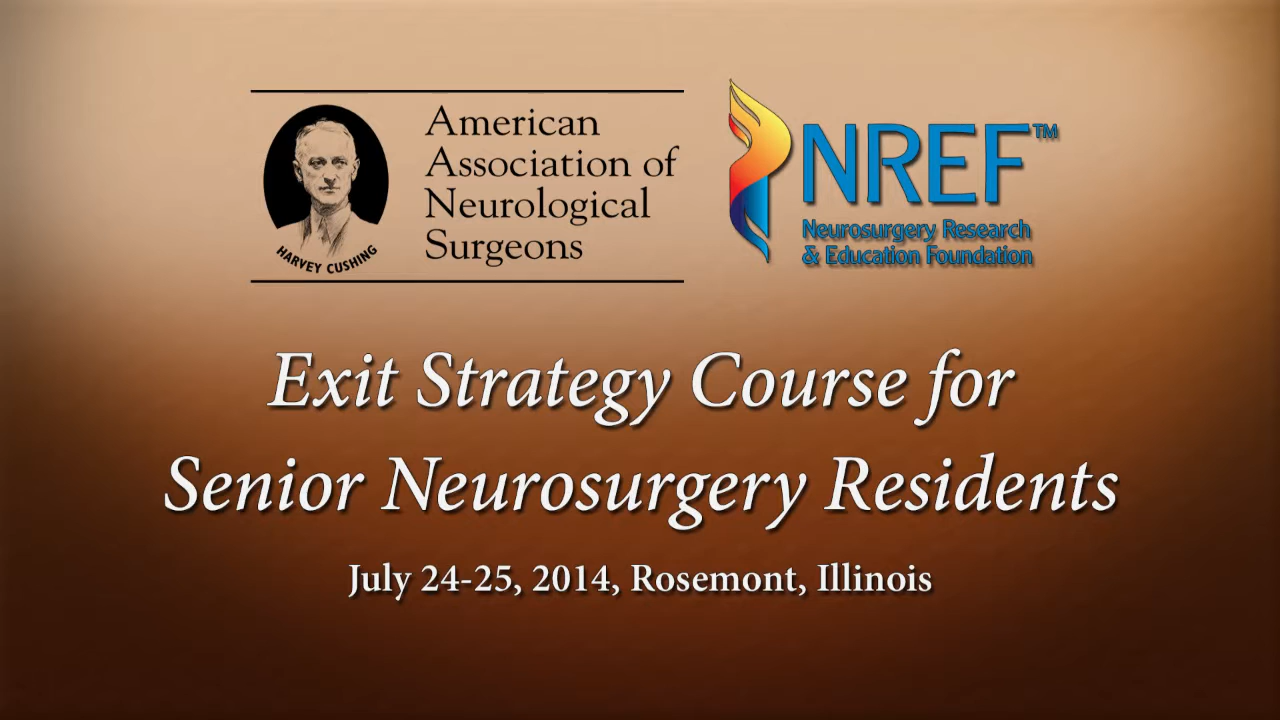 American
Association of
Neurological
Surgeons
HARVEY CUSHING
NREF™
Neurosurgery Research
& Education Foundation
Exit Strategy Course for
Senior Neurosurgery Residents
July 24-25, 2014, Rosemont, Illinois